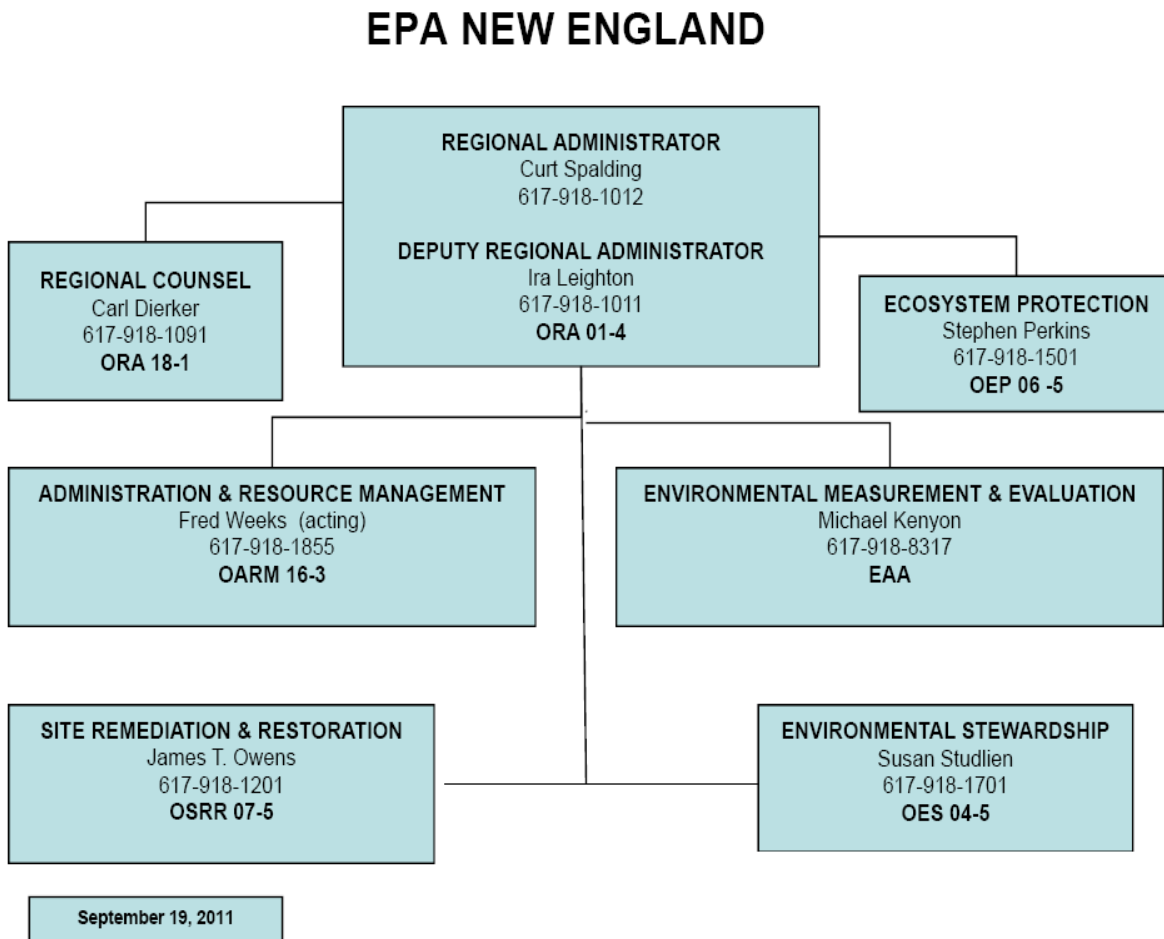 EPA NEW ENGLAND
REGIONAL ADMINISTRATOR
Curt Spalding
617-918-1012
DEPUTY REGIONAL ADMINISTRATOR
Ira Leighton
617-918-1011
ORA 01-4
REGIONAL COUNSEL
Carl Dierker
617-918-1091
ORA 18-1
ECOSYSTEM PROTECTION
Stephen Perkins
617-918-1501
OEP 06 -5
ADMINISTRATION & RESOURCE MANAGEMENT
Fred Weeks (acting)
617-918-1855
OARM 16-3
ENVIRONMENTAL MEASUREMENT & EVALUATION
Michael Kenyon
617-918-8317
EAA
SITE REMEDIATION & RESTORATION
James T. Owens
617-918-1201
OSRR 07-5
ENVIRONMENTAL STEWARDSHIP
Susan Studlien
617-918-1701
OES 04-5
September 19, 2011